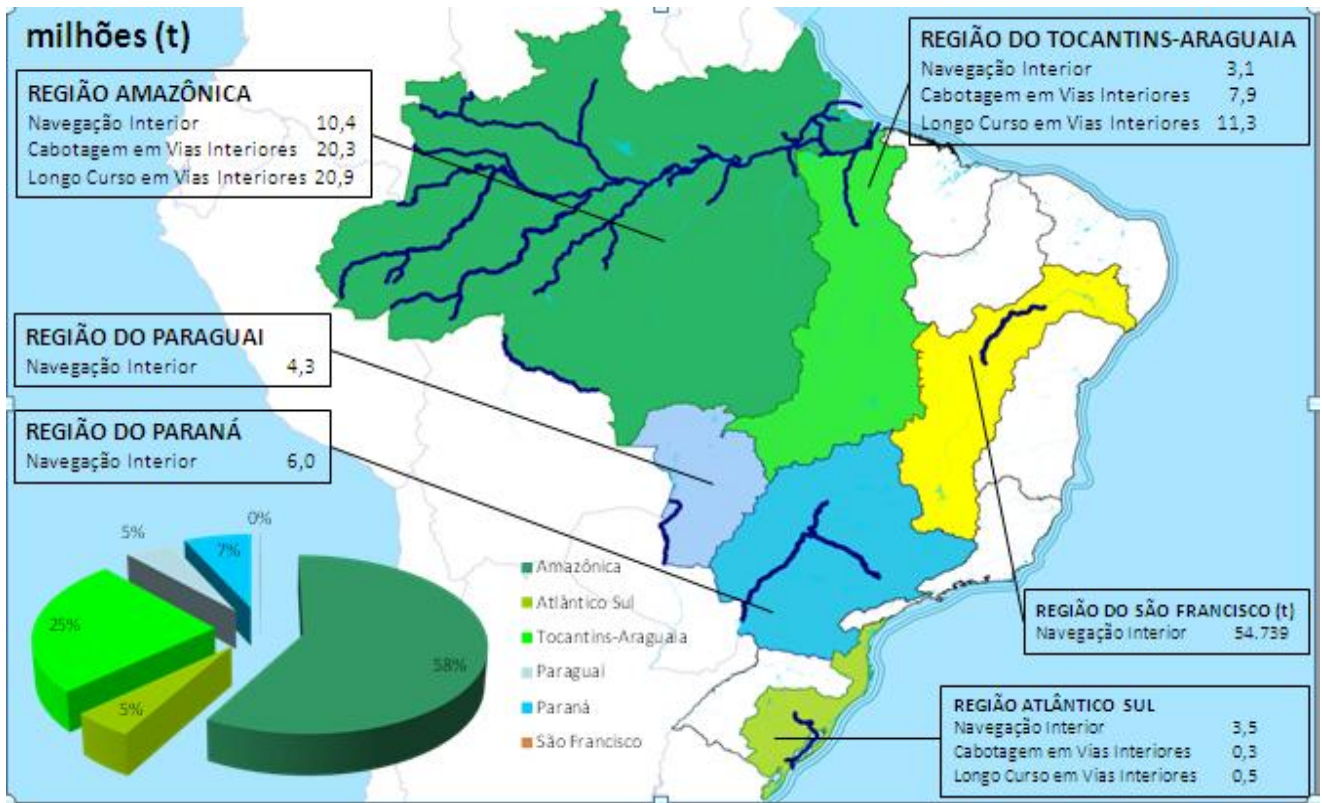 milhões (t)
REGIÃO AMAZÔNICA
Navegação Interior 10,4
Cabotagem em Vias Interiores 20,3
Longo Curso em Vias Interiores 20,9
REGIÃO DO TOCANTINS-ARAGUAIA
Navegação Interior 3,1
Cabotagem em Vias Interiores 7,9
Longo Curso em Vias Interiores 11,3
REGIÃO DO PARAGUAI
Navegação Interior 4,3
REGIÃO DO PARANÁ
Navegação Interior 6,0
0%
5%
7%
25%
58%
5%
Amazônica
Atlântico Sul
Tocantins-Araguaia
Paraguai
Paraná
São Francisco
REGIÃO DO SÃO FRANCISCO (t)
Navegação Interior 54.739
REGIÃO ATLÂNTICO SUL
Navegação Interior 3,5
Cabotagem em Vias Interiores 0,3
Longo Curso em Vias Interiores 0,5